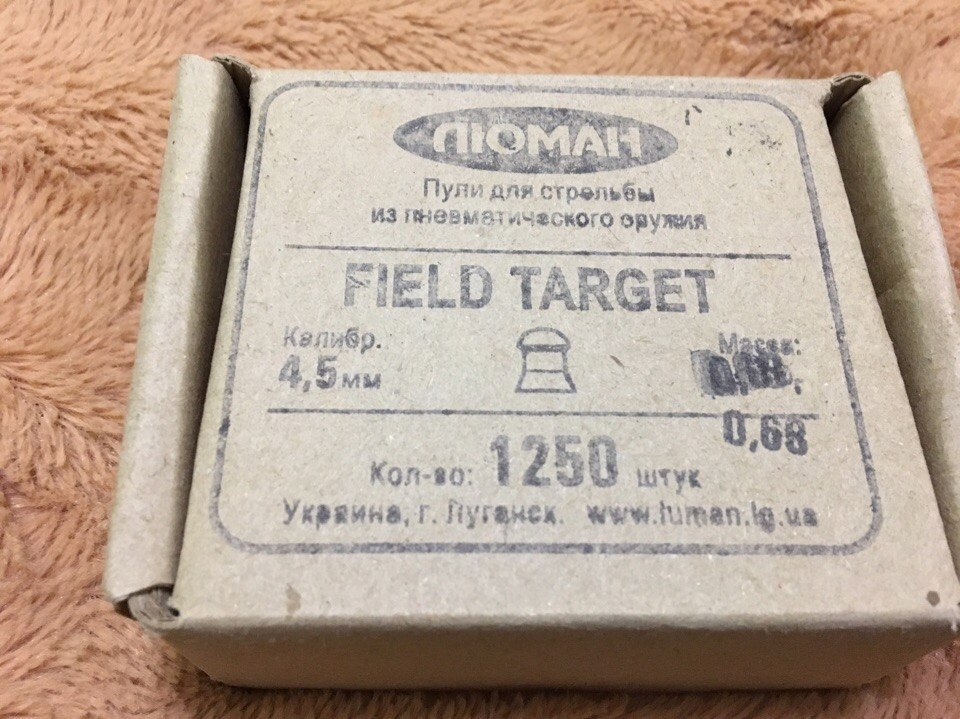 ЛЮМАН
Пули для стрельбы
из пневматического оружия
FIELD TARGET
Калибр.
4,5мм
Масса:
0,68
Кол-во: 1250 штук
Украина, г. Луганск. www.luman.lg.ua